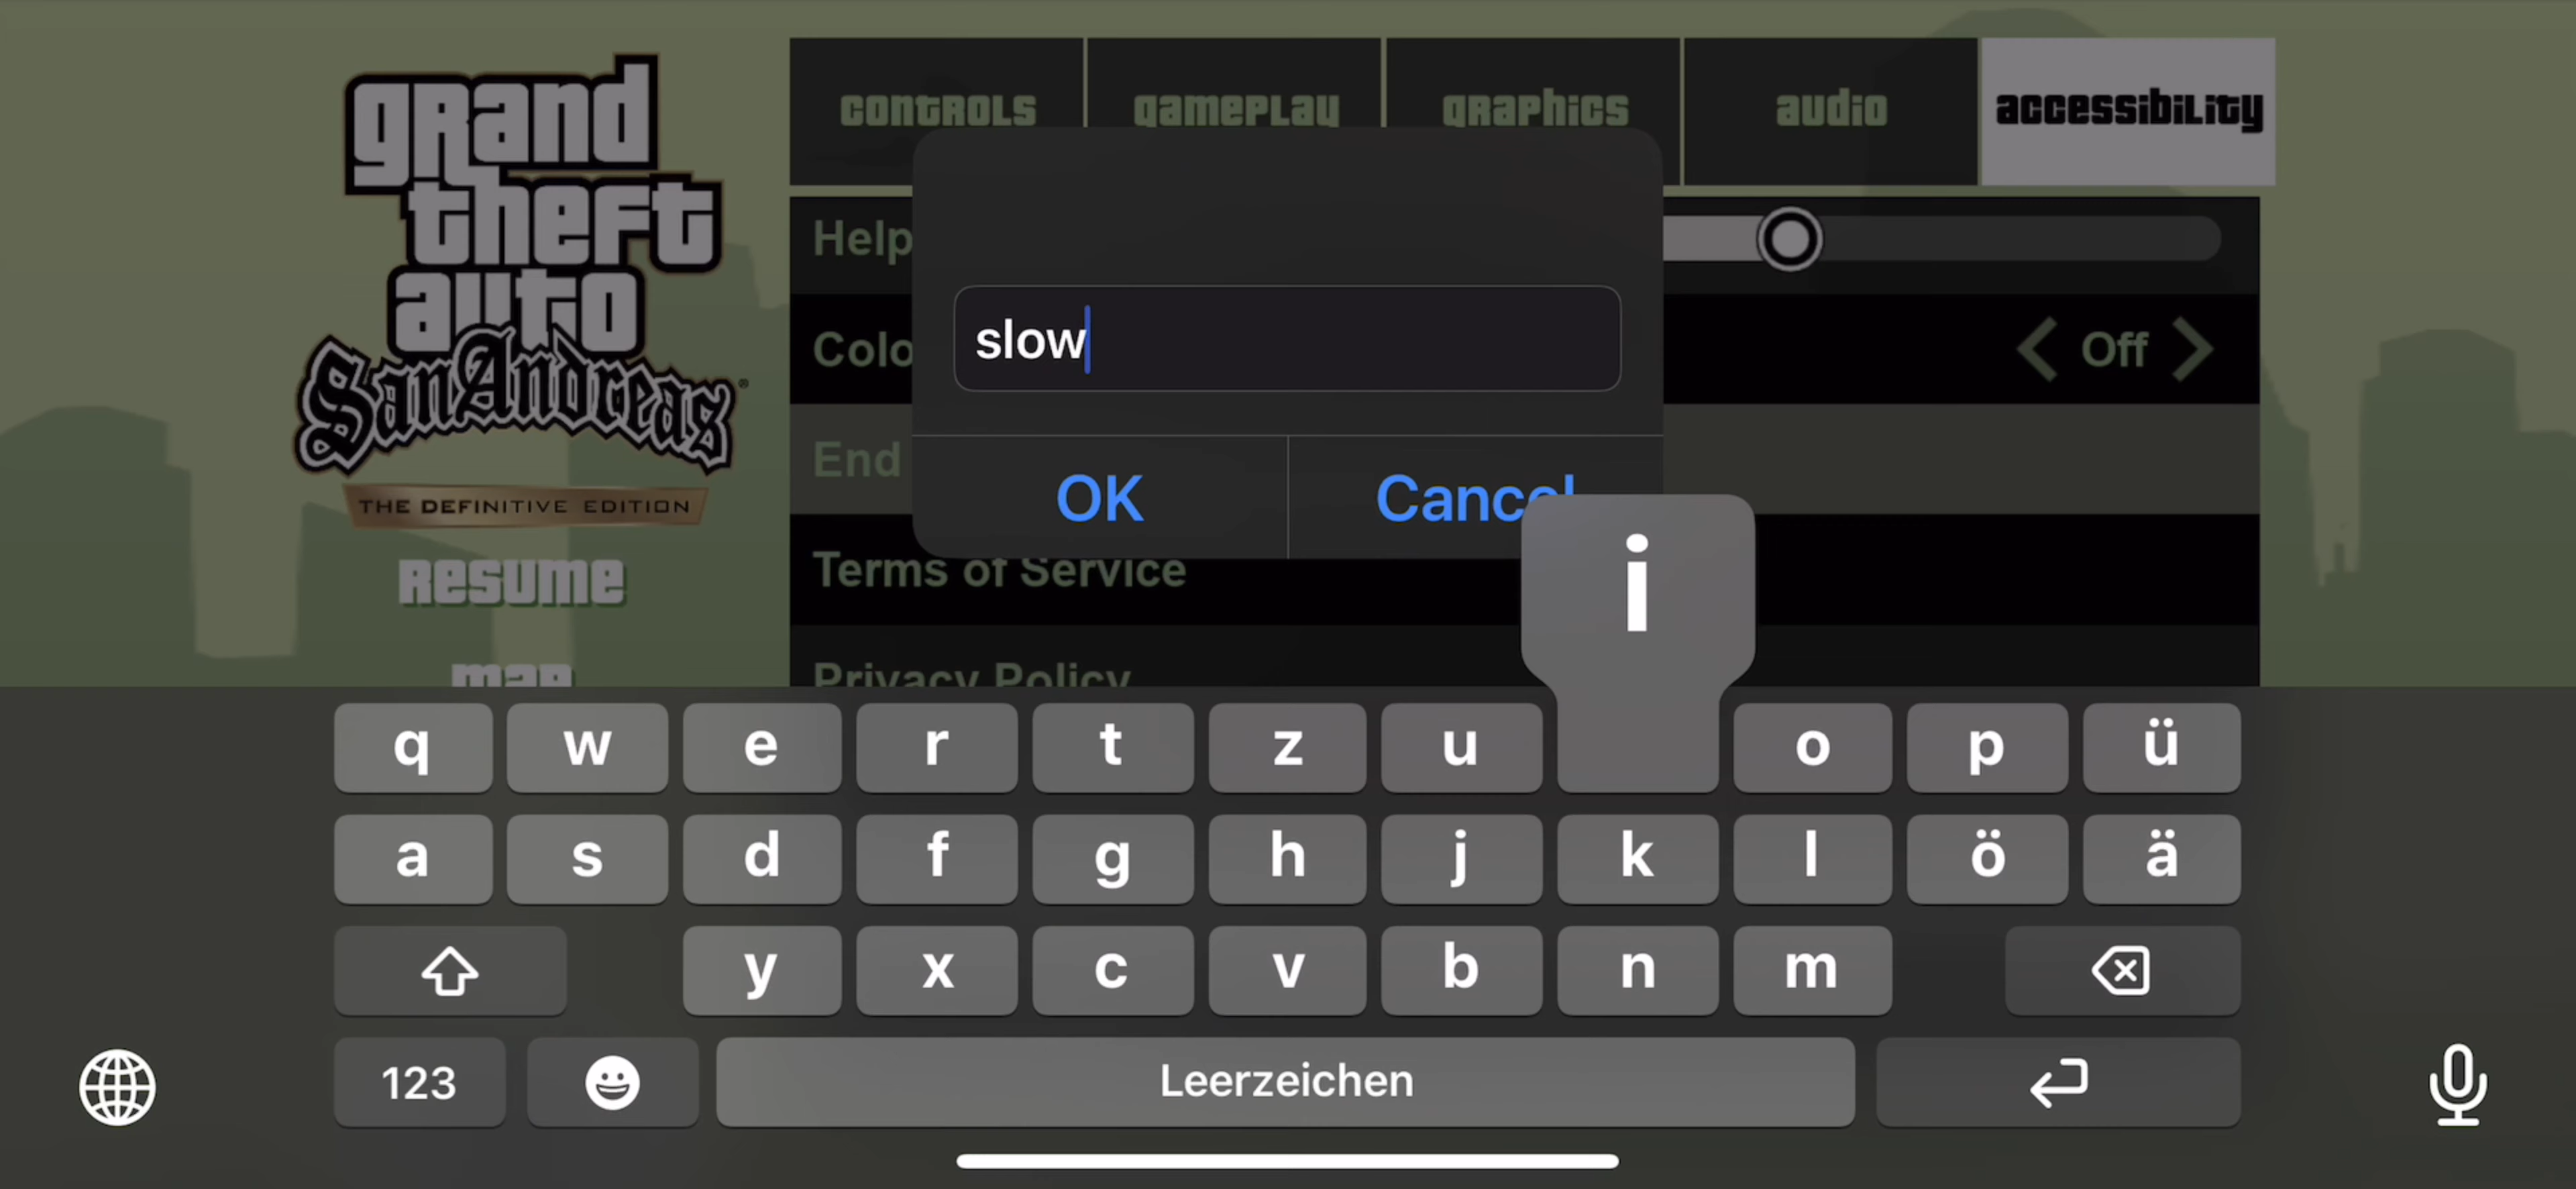 grand
theft
auto
San Andreas
THE DEFINITIVE EDITION
RESUME
map
controls gameplay graphics audio accessibility
Help
Colo
Off
End
Terms of Service
Privacy Policy
slow
OK Cancel
i
q w e r t z u o p ü
a s d f g h j k l ö ä
y x c v b n m
123 Leerzeichen